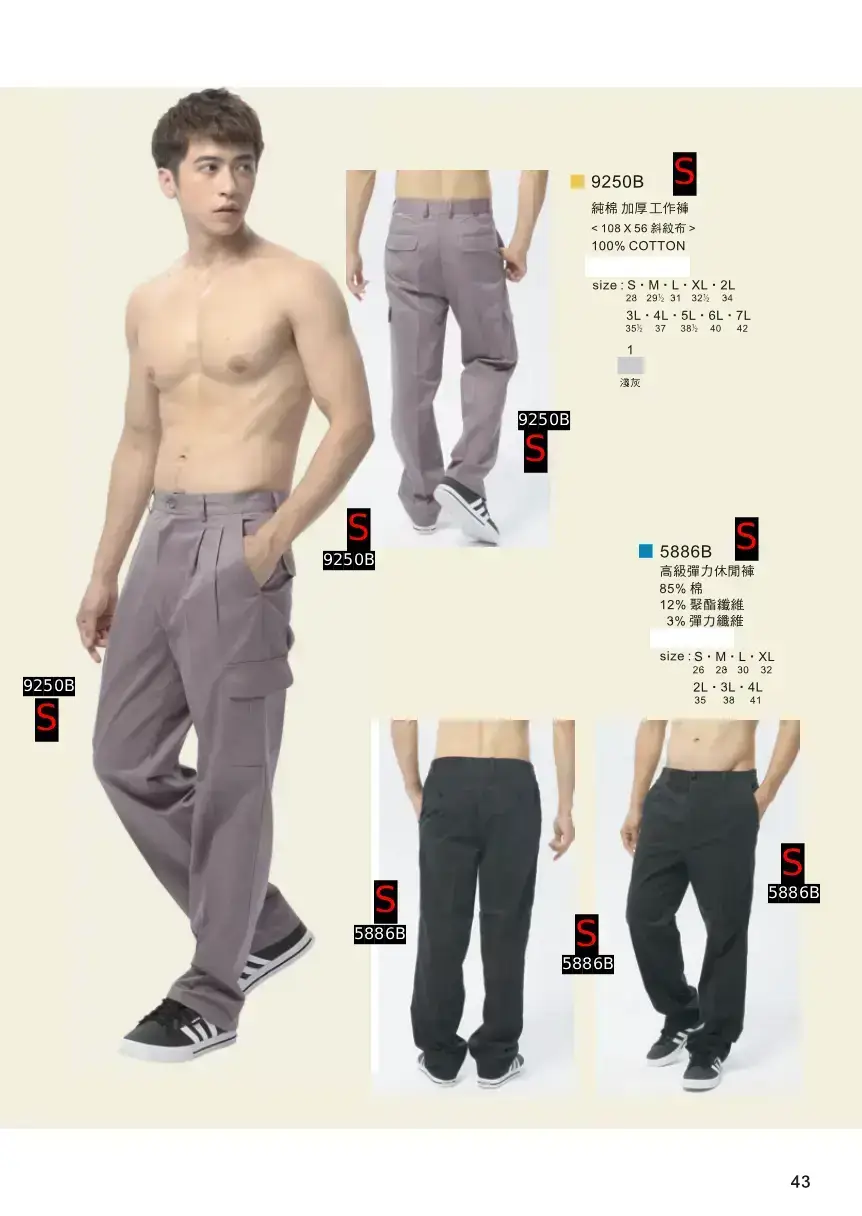 9250B S
純棉 加厚 工作褲
< 108 X 56 斜紋布 >
100% COTTON
size : S・M・L・XL・2L
28 29½ 31 32½ 34
3L・4L・5L・6L・7L
35½ 37 38½ 40 42
1
淺灰
9250B
S
S
9250B
5886B S
高級彈力休閒褲
85% 棉
12% 聚酯纖維
3% 彈力纖維
size : S・M・L・XL
26 28 30 32
2L・3L・4L
35 38 41
9250B
S
S
5886B
S
5886B
S
5886B
43